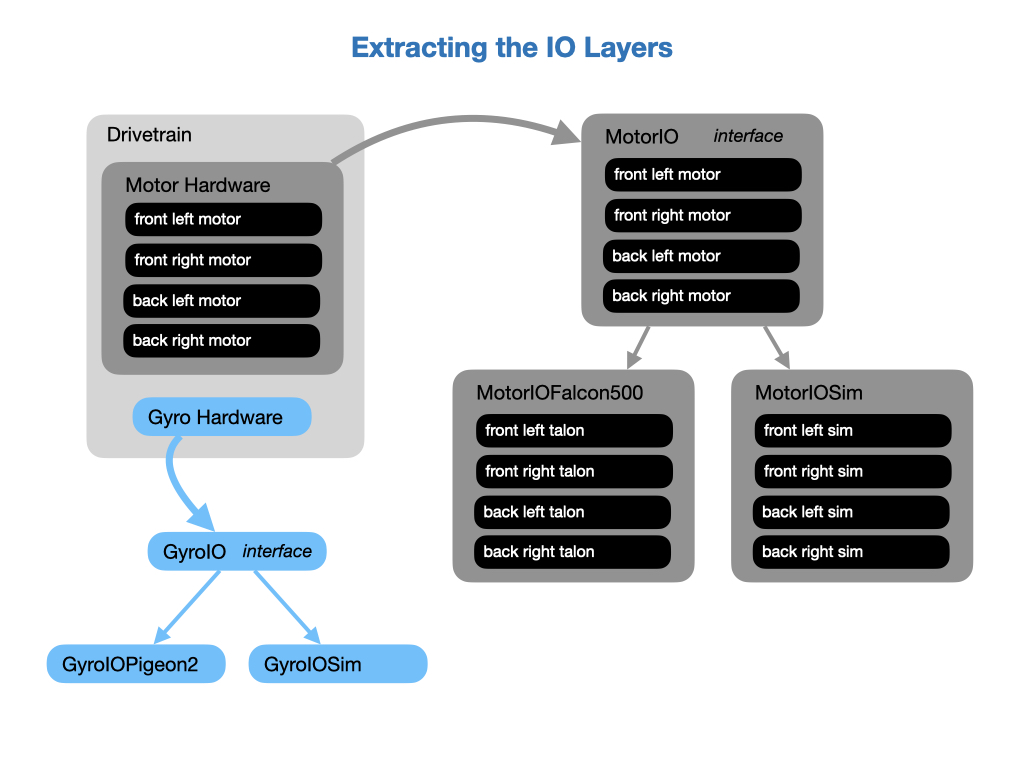 Extracting the IO Layers
Drivetrain
Motor Hardware
front left motor
front right motor
back left motor
back right motor
Gyro Hardware
GyroIO interface
GyroIOPigeon2
GyroIOSim
MotorIO interface
front left motor
front right motor
back left motor
back right motor
MotorIOFalcon500
front left talon
front right talon
back left talon
back right talon
MotorIOSim
front left sim
front right sim
back left sim
back right sim